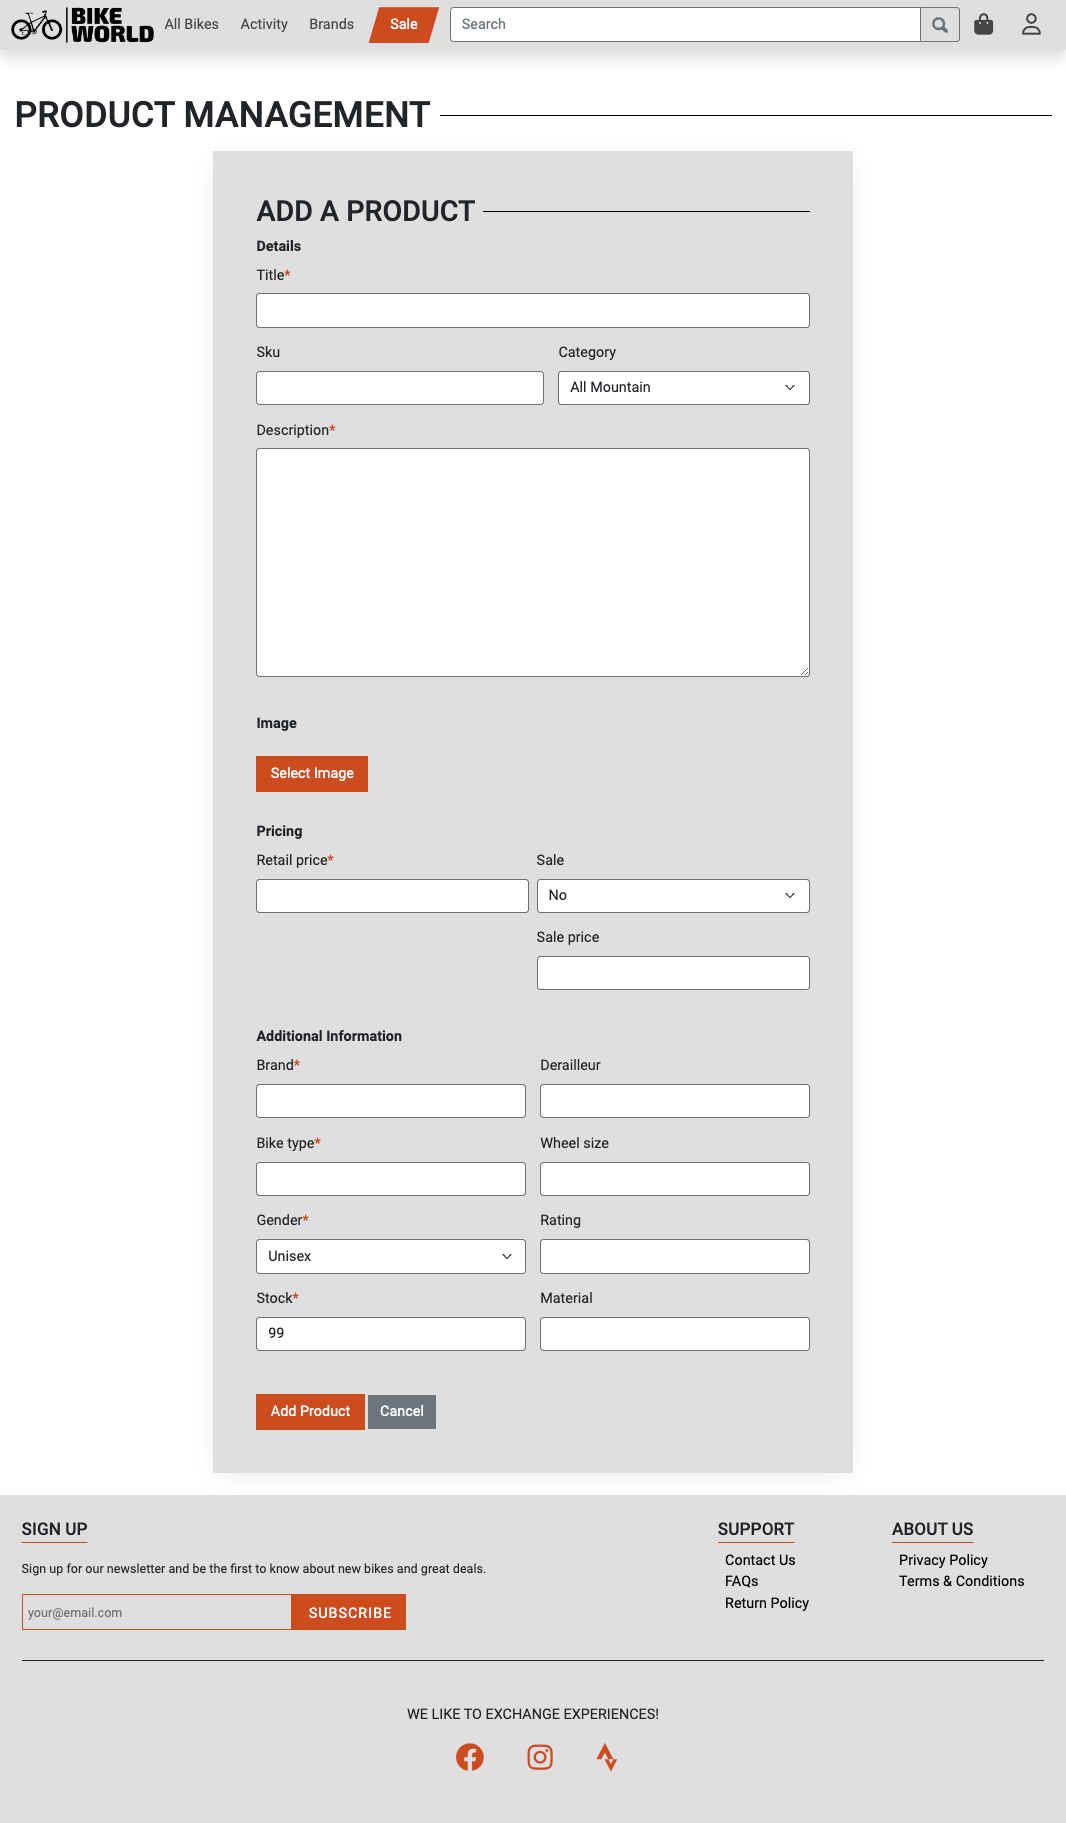 BIKE
WORLD
All Bikes Activity Brands Sale Search
PRODUCT MANAGEMENT
ADD A PRODUCT
Details
Title*
Sku Category
All Mountain
Description*
Image
Select Image
Pricing
Retail price* Sale
No
Sale price
Additional Information
Brand* Derailleur
Bike type* Wheel size
Gender* Rating
Unisex
Stock* Material
99
Add Product Cancel
SIGN UP SUPPORT ABOUT US
Sign up for our newsletter and be the first to know about new bikes and great deals.
Contact Us Privacy Policy
FAQs Terms & Conditions
Return Policy
your@email.com SUBSCRIBE
WE LIKE TO EXCHANGE EXPERIENCES!